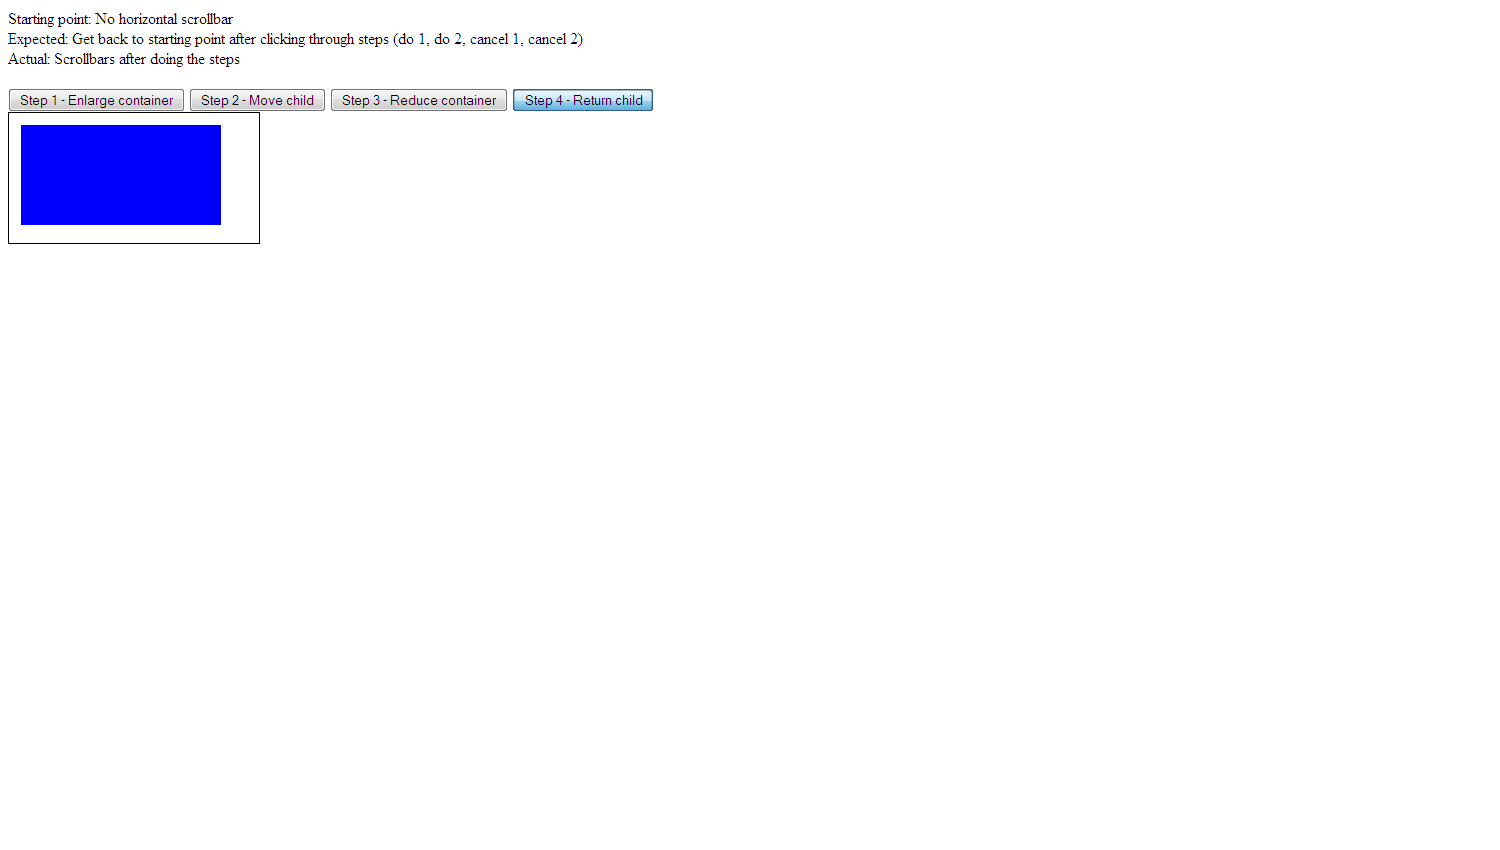 Starting point: No horizontal scrollbar
Expected: Get back to starting point after clicking through steps (do 1, do 2, cancel 1, cancel 2)
Actual: Scrollbars after doing the steps
Step 1 - Enlarge container Step 2 - Move child Step 3 - Reduce container Step 4 - Return child